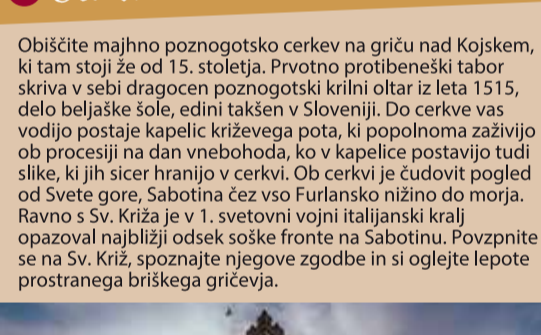 Obiščite majhno poznogotsko cerkev na griču nad Kojskem,
ki tam stoji že od 15. stoletja. Prvotno protibeneški tabor
skriva v sebi dragocen poznogotski krilni oltar iz leta 1515,
delo beljaške šole, edini takšen v Sloveniji. Do cerkve vas
vodijo postaje kapelic križevega pota, ki popolnoma zaživijo
ob procesiji na dan vnebohoda, ko v kapelice postavijo tudi
slike, ki jih sicer hranijo v cerkvi. Ob cerkvi je čudovit pogled
od Svete gore, Sabotina čez vso Furlansko nižino do morja.
Ravno s Sv. Križa je v 1. svetovni vojni italijanski kralj
opazoval najbližji odsek soške fronte na Sabotinu. Povzpnite
se na Sv. Križ, spoznajte njegove zgodbe in si oglejte lepote
prostranega briškega gričevja.